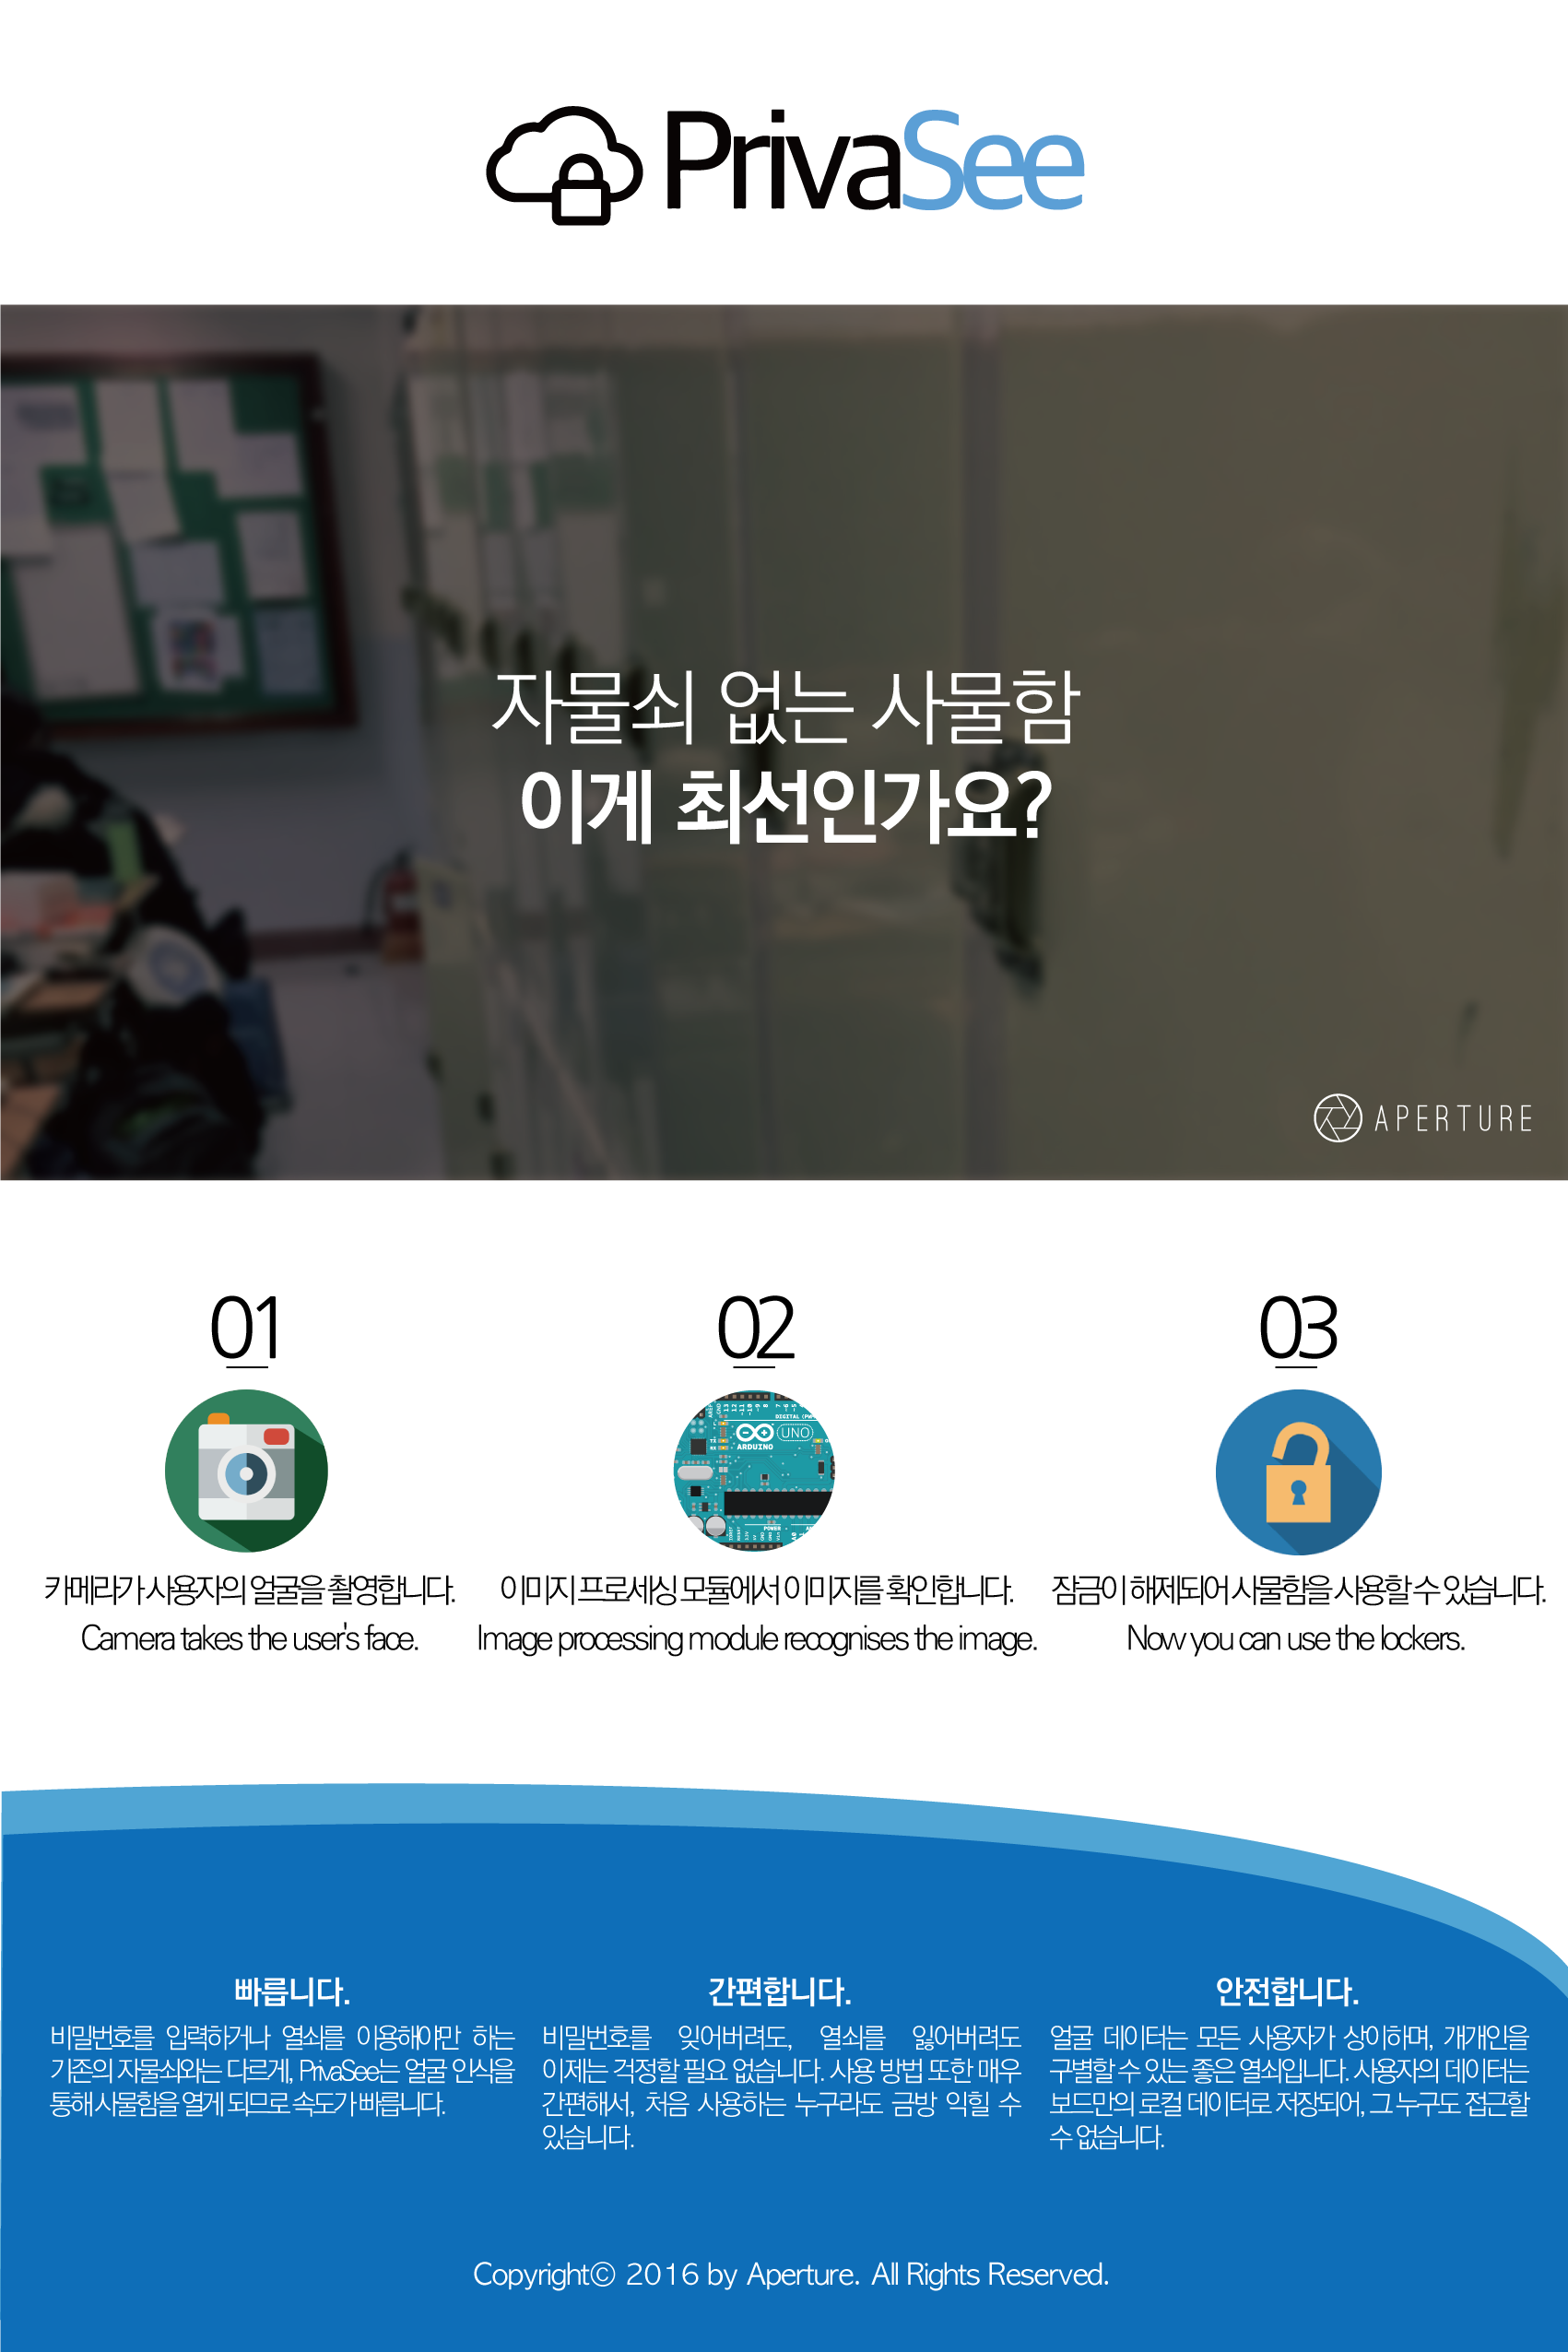 PrivaSee
자물쇠 없는 사물함
이게 최선인가요?
APERTURE
01
02
03
ARDUINO
UNO
DIGITAL (PWM
POWER
카메라가 사용자의 얼굴을 촬영합니다.
Camera takes the user's face.
이미지 프로세싱 모듈에서 이미지를 확인합니다.
Image processing module recognises the image.
잠금이 해제되어 사물함을 사용할 수 있습니다.
Now you can use the lockers.
빠릅니다.
비밀번호를 입력하거나 열쇠를 이용해야만 하는
기존의 자물쇠와는 다르게, PrivaSee는 얼굴 인식을
통해 사물함을 열게 되므로 속도가 빠릅니다.
간편합니다.
비밀번호를 잊어버려도, 열쇠를 잃어버려도
이제는 걱정할 필요 없습니다. 사용 방법 또한 매우
간편해서, 처음 사용하는 누구라도 금방 익힐 수
있습니다.
안전합니다.
얼굴 데이터는 모든 사용자가 상이하며, 개개인을
구별할 수 있는 좋은 열쇠입니다. 사용자의 데이터는
보드만의 로컬 데이터로 저장되어, 그 누구도 접근할
수 없습니다.
Copyright© 2016 by Aperture. All Rights Reserved.